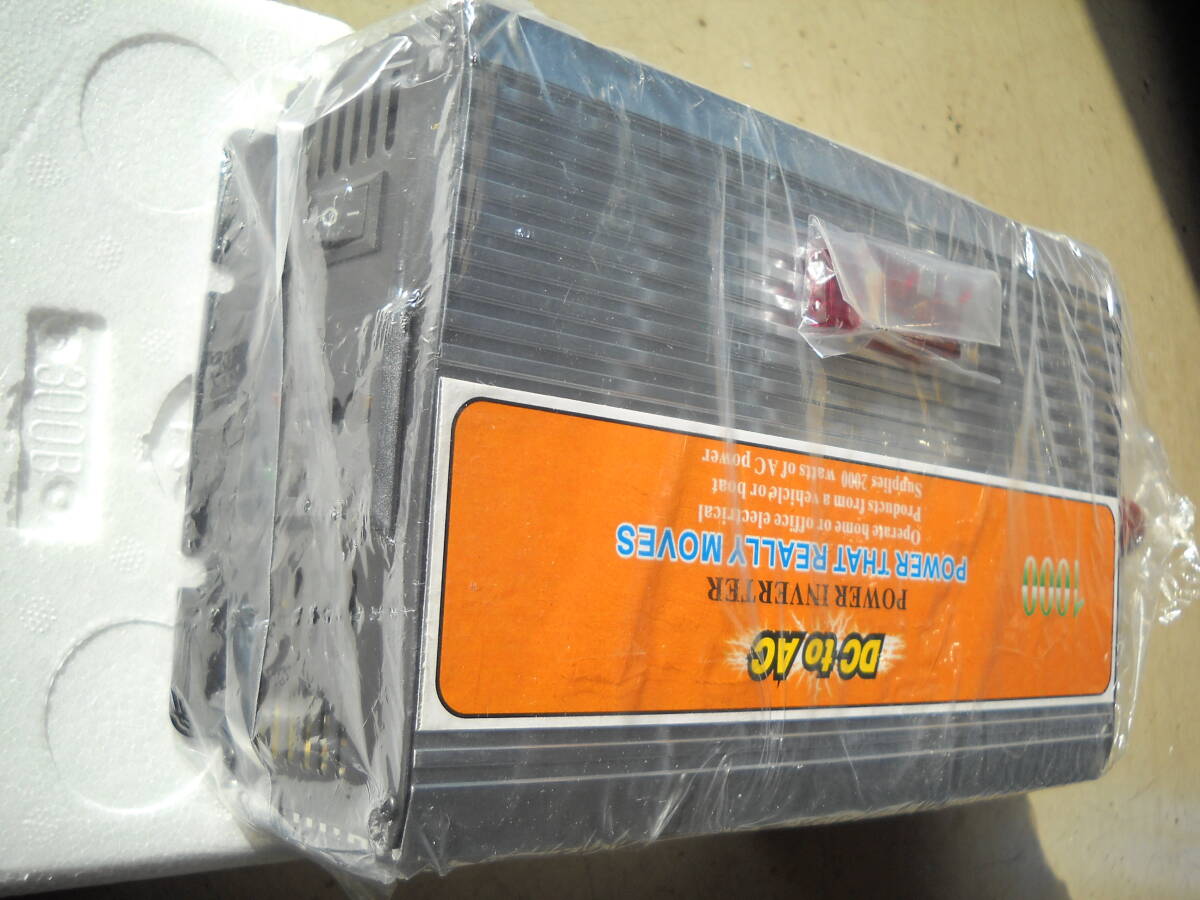 DC to AC
POWER INVERTER
POWER THAT REALLY MOVES
Operate home or office electrical
Products from a vehicle or boat
Supplies 2000 watts of AC power
1000
300B